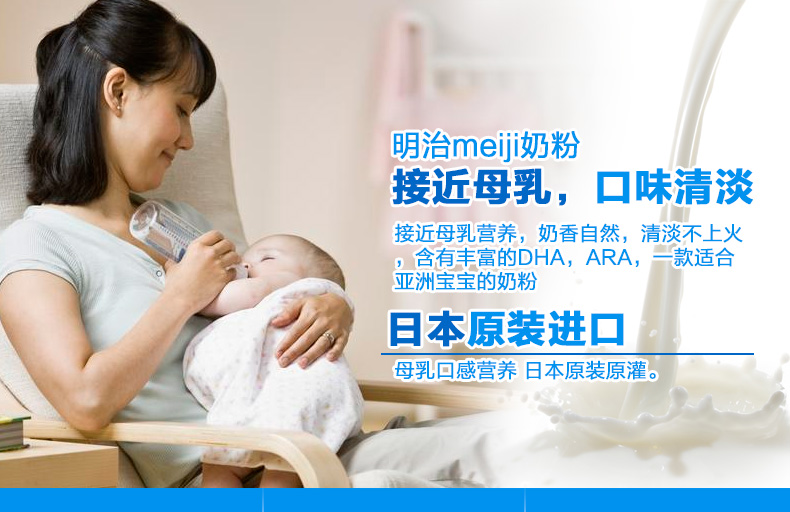 明治meiji奶粉
接近母乳，口味清淡
接近母乳营养，奶香自然，清淡不上火
，含有丰富的DHA，ARA，一款适合
亚洲宝宝的奶粉
日本原装进口
母乳口感营养 日本原装原灌。